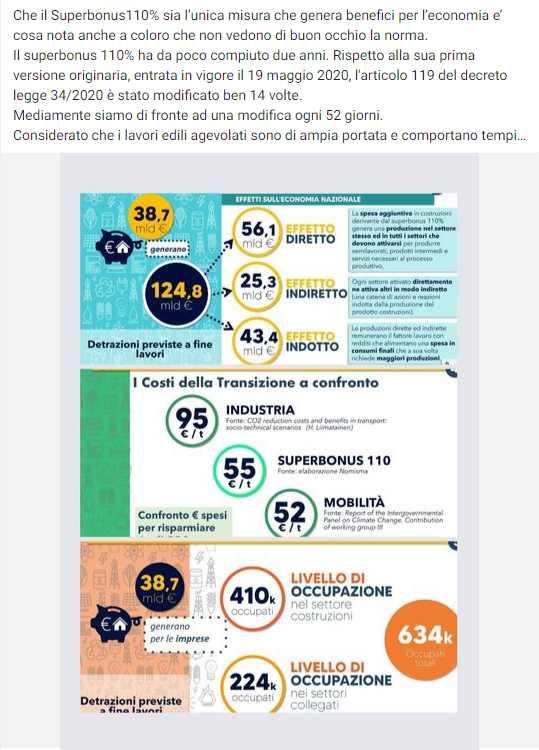 Che il Superbonus110% sia l’unica misura che genera benefici per l’economia e’
cosa nota anche a coloro che non vedono di buon occhio la norma.
Il superbonus 110% ha da poco compiuto due anni. Rispetto alla sua prima
versione originaria, entrata in vigore il 19 maggio 2020, l'articolo 119 del decreto
legge 34/2020 è stato modificato ben 14 volte.
Mediamente siamo di fronte ad una modifica ogni 52 giorni.
Considerato che i lavori edili agevolati sono di ampia portata e comportano tempi...
EFFETTI SULL'ECONOMIA NAZIONALE
38,7
mld €
generano
124,8
mld €
Detrazioni previste a fine
lavori
56,1
mld €
EFFETTO
DIRETTO
La spesa aggiuntiva in costruzioni
derivante dal superbonus 110%
genera una produzione nel settore
stesso ed in tutti i settori che
devono attivarsi per produrre
semilavorati, prodotti intermedi e
servizi necessari al processo
produttivo.
25,3
mld €
EFFETTO
INDIRETTO
Ogni settore attivato direttamente
ne attiva altri in modo indiretto
(una catena di azioni e reazioni
indotta dalla produzione del
prodotto costruzioni).
43,4
mld €
EFFETTO
INDOTTO
Le produzioni dirette ed indirette
remunerano il fattore lavoro con
redditi che alimentano una spesa in
consumi finali che a sua volta
richiede maggiori produzioni.
I Costi della Transizione a confronto
95
€/t
INDUSTRIA
Fonte: CO2 reduction costs and benefits in transport:
socio-technical scenarios (H. Liimatainen)
55
€/t
SUPERBONUS 110
Fonte: elaborazione Nomisma
52
€/t
MOBILITÀ
Fonte: Report of the Intergovernmental
Panel on Climate Change. Contribution
of working group III
Confronto € spesi
per risparmiare
38,7
mld €
generano
per le imprese
Detrazioni previste
a fine lavori
410k
occupati
LIVELLO DI
OCCUPAZIONE
nel settore
costruzioni
634k
Occupati
totali
224k
occupati
LIVELLO DI
OCCUPAZIONE
nei settori
collegati